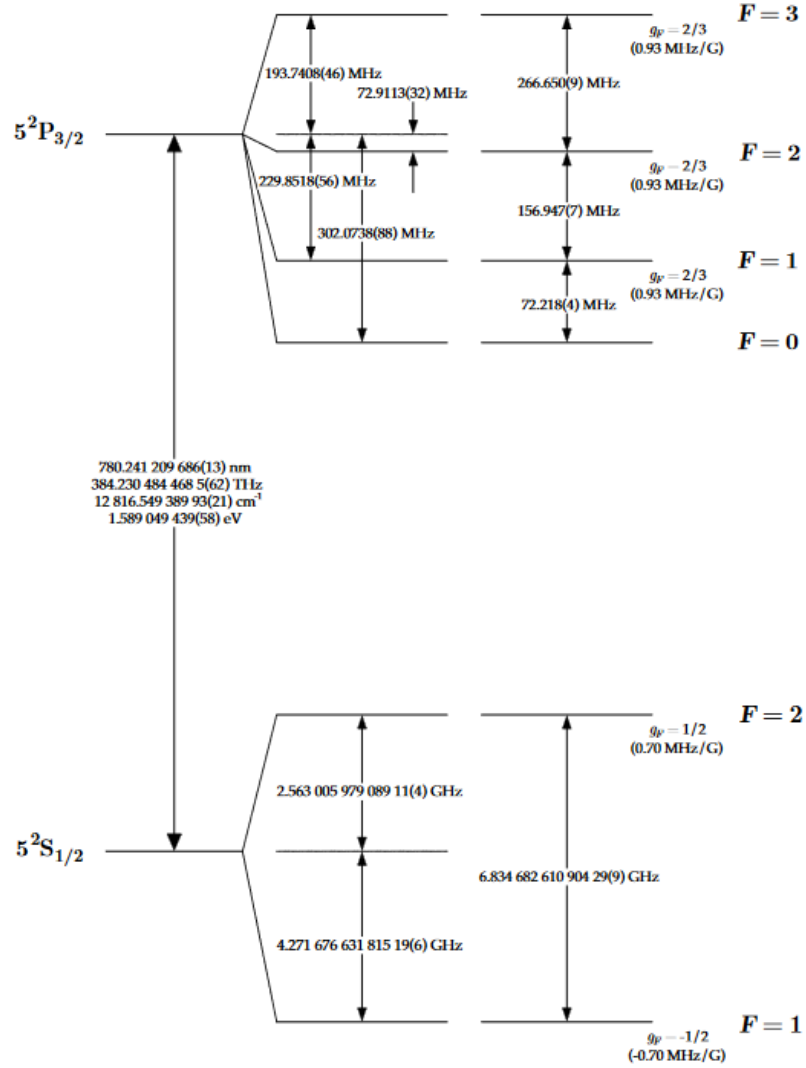 F = 3
g_F = 2/3
(0.93 MHz/G)
193.7408(46) MHz
72.9113(32) MHz
266.650(9) MHz
5²P₃/₂
F = 2
g_F = 2/3
(0.93 MHz/G)
229.8518(56) MHz
302.0738(88) MHz
156.947(7) MHz
F = 1
g_F = 2/3
(0.93 MHz/G)
72.218(4) MHz
F = 0
780.241 209 686(13) nm
384.230 484 468 5(62) THz
12 816.549 389 93(21) cm⁻¹
1.589 049 439(58) eV
F = 2
g_F = 1/2
(0.70 MHz/G)
2.563 005 979 089 11(4) GHz
5²S₁/₂
6.834 682 610 904 29(9) GHz
4.271 676 631 815 19(6) GHz
F = 1
g_F = -1/2
(-0.70 MHz/G)